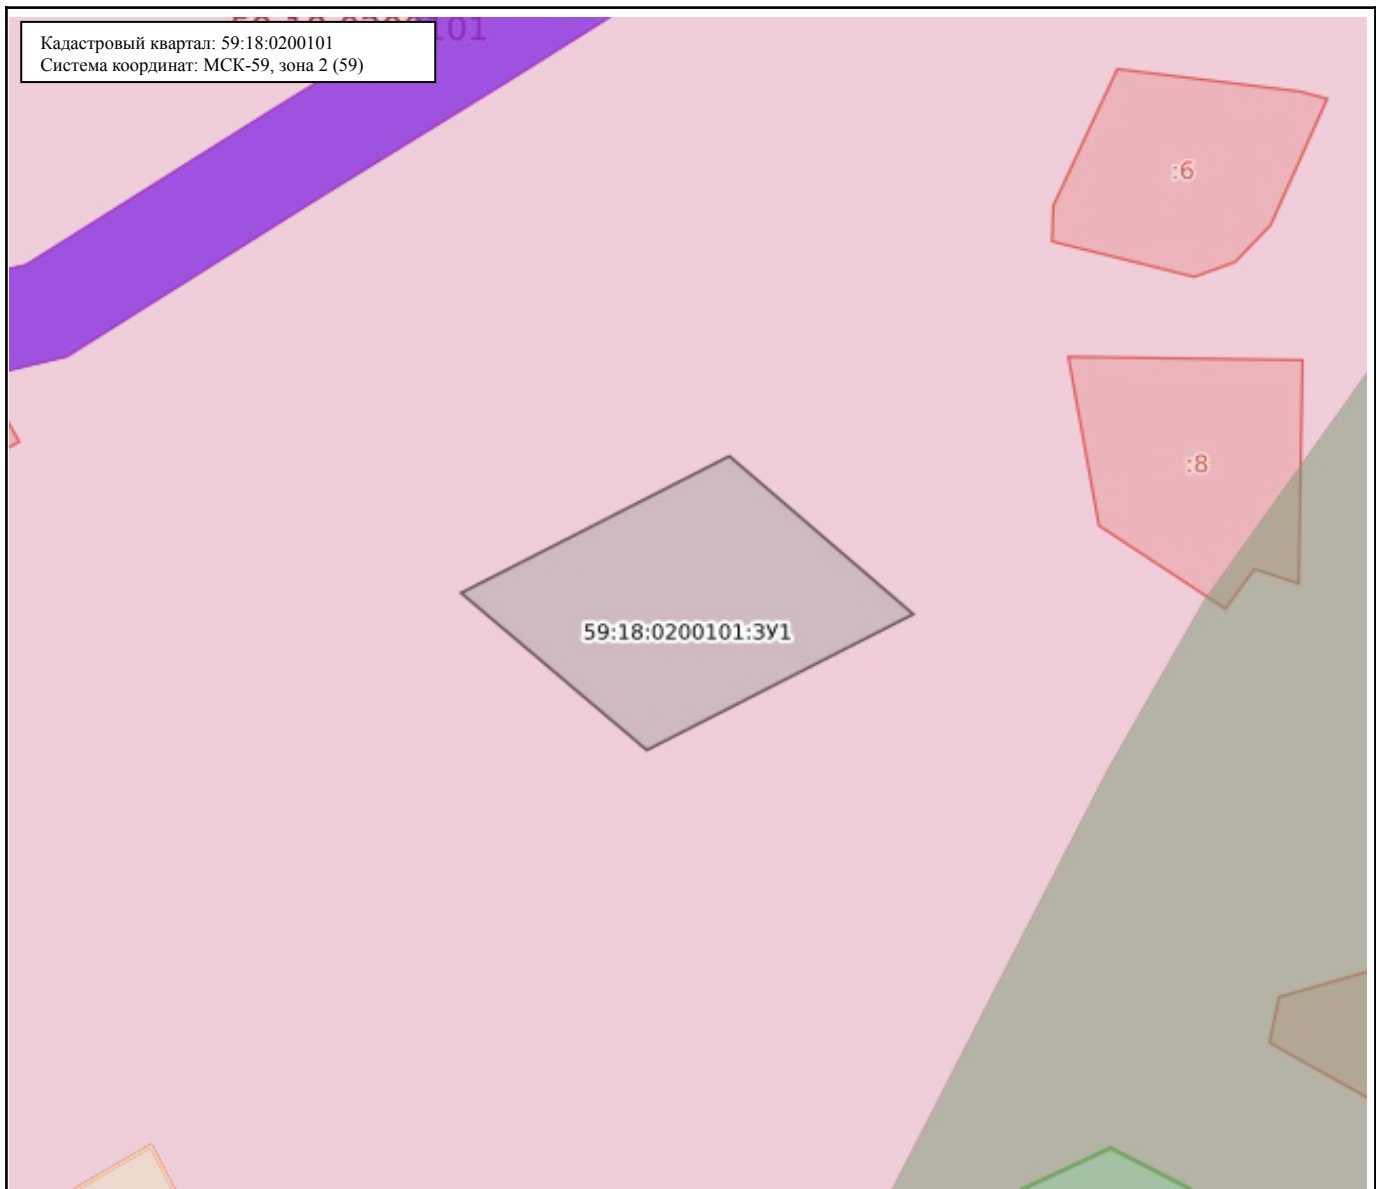 Кадастровый квартал: 59:18:0200101
Система координат: МСК-59, зона 2 (59)
:6
:8
59:18:0200101:ЗУ1